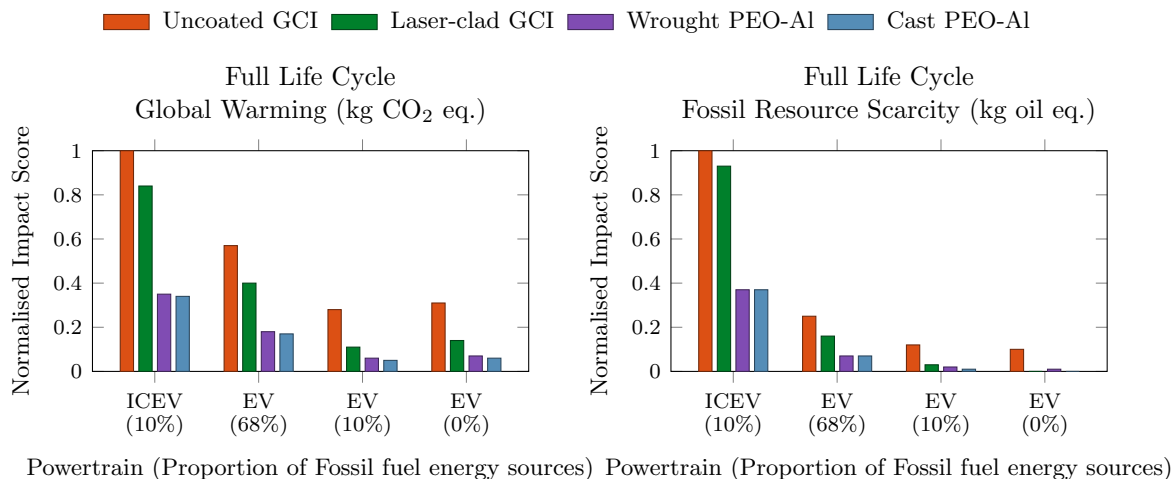 Uncoated GCI Laser-clad GCI Wrought PEO-Al Cast PEO-Al
Full Life Cycle
Global Warming (kg CO₂ eq.)
Normalised Impact Score
1
0.8
0.6
0.4
0.2
0
ICEV EV EV EV
(10%) (68%) (10%) (0%)
Powertrain (Proportion of Fossil fuel energy sources)
Full Life Cycle
Fossil Resource Scarcity (kg oil eq.)
Normalised Impact Score
1
0.8
0.6
0.4
0.2
0
ICEV EV EV EV
(10%) (68%) (10%) (0%)
Powertrain (Proportion of Fossil fuel energy sources)